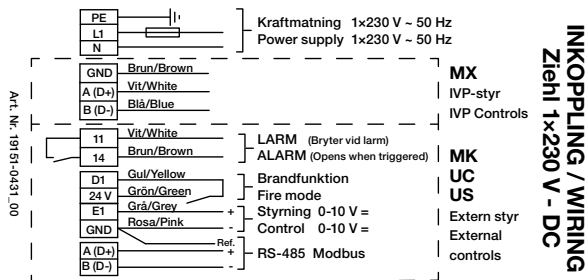 PE
L1
N
Kraftmatning 1×230 V ~ 50 Hz
Power supply 1×230 V ~ 50 Hz
GND Brun/Brown
A (D+) Vit/White
B (D-) Blå/Blue
MX
IVP-styr
IVP Controls
11 Vit/White
14 Brun/Brown
LARM (Bryter vid larm)
ALARM (Opens when triggered)
D1 Gul/Yellow
24 V Grön/Green
Brandfunktion
Fire mode
E1 Grå/Grey +
GND Rosa/Pink -
Styrning 0-10 V =
Control 0-10 V =
Ref.
A (D+) +
B (D-) -
RS-485 Modbus
MK
UC
US
Extern styr
External
controls
INKOPPLING / WIRING
Ziehl 1×230 V - DC
Art. Nr. 19151-0431_00